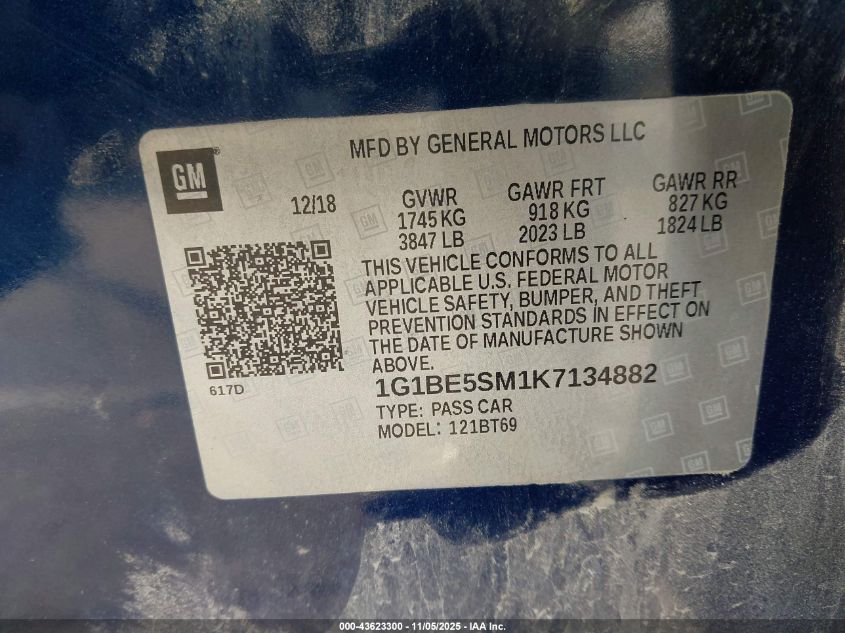 MFD BY GENERAL MOTORS LLC
GM
12/18
GVWR
1745 KG
3847 LB
GAWR FRT
918 KG
2023 LB
GAWR RR
827 KG
1824 LB
THIS VEHICLE CONFORMS TO ALL
APPLICABLE U.S. FEDERAL MOTOR
VEHICLE SAFETY, BUMPER, AND THEFT
PREVENTION STANDARDS IN EFFECT ON
THE DATE OF MANUFACTURE SHOWN
ABOVE.
617D
1G1BE5SM1K7134882
TYPE: PASS CAR
MODEL: 121BT69
000-43623300 - 11/05/2025 - IAA Inc.